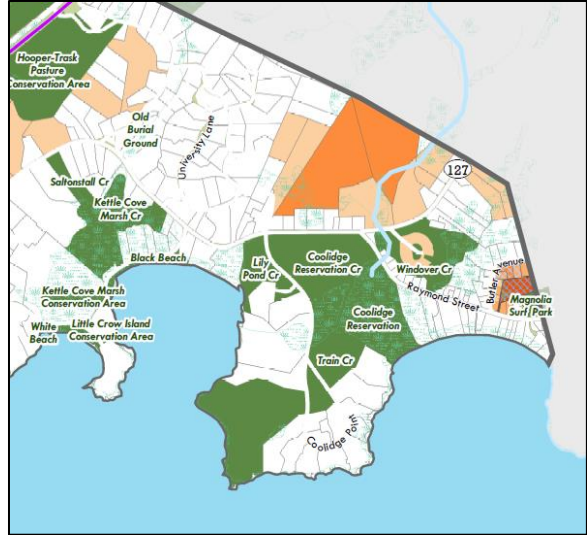 Hooper-Trask
Pasture
Conservation Area
Old
Burial
Ground
University Lane
127
Saltonstall Cr
Kettle Cove
Marsh Cr
Black Beach
Lily
Pond Cr
Coolidge
Reservation Cr
Windover Cr
Butler Avenue
Raymond Street
Magnolia
Surf Park
Kettle Cove Marsh
Conservation Area
White
Beach
Little Crow Island
Conservation Area
Coolidge
Reservation
Train Cr
Coolidge Point